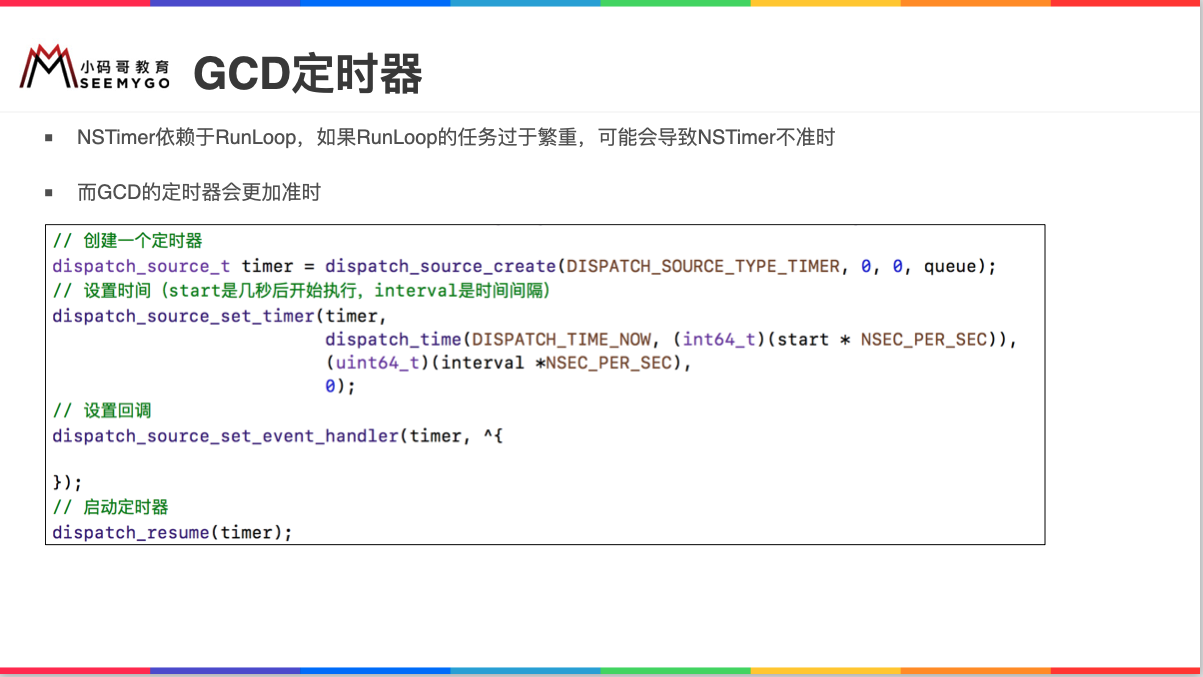 小码哥教育
SEEMYGO
GCD定时器
▪ NSTimer依赖于RunLoop，如果RunLoop的任务过于繁重，可能会导致NSTimer不准时
▪ 而GCD的定时器会更加准时
// 创建一个定时器
dispatch_source_t timer = dispatch_source_create(DISPATCH_SOURCE_TYPE_TIMER, 0, 0, queue);
// 设置时间（start是几秒后开始执行，interval是时间间隔）
dispatch_source_set_timer(timer,
dispatch_time(DISPATCH_TIME_NOW, (int64_t)(start * NSEC_PER_SEC)),
(uint64_t)(interval *NSEC_PER_SEC),
0);
// 设置回调
dispatch_source_set_event_handler(timer, ^{
});
// 启动定时器
dispatch_resume(timer);